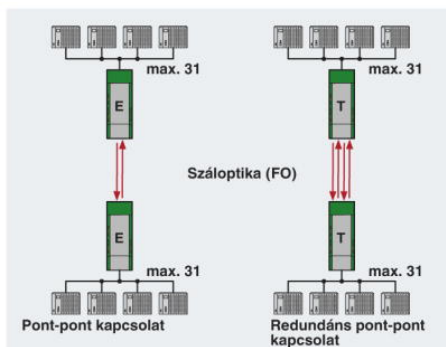 max. 31
max. 31
E
T
Száloptika (FO)
E
T
max. 31
max. 31
Pont-pont kapcsolat
Redundáns pont-pont
kapcsolat